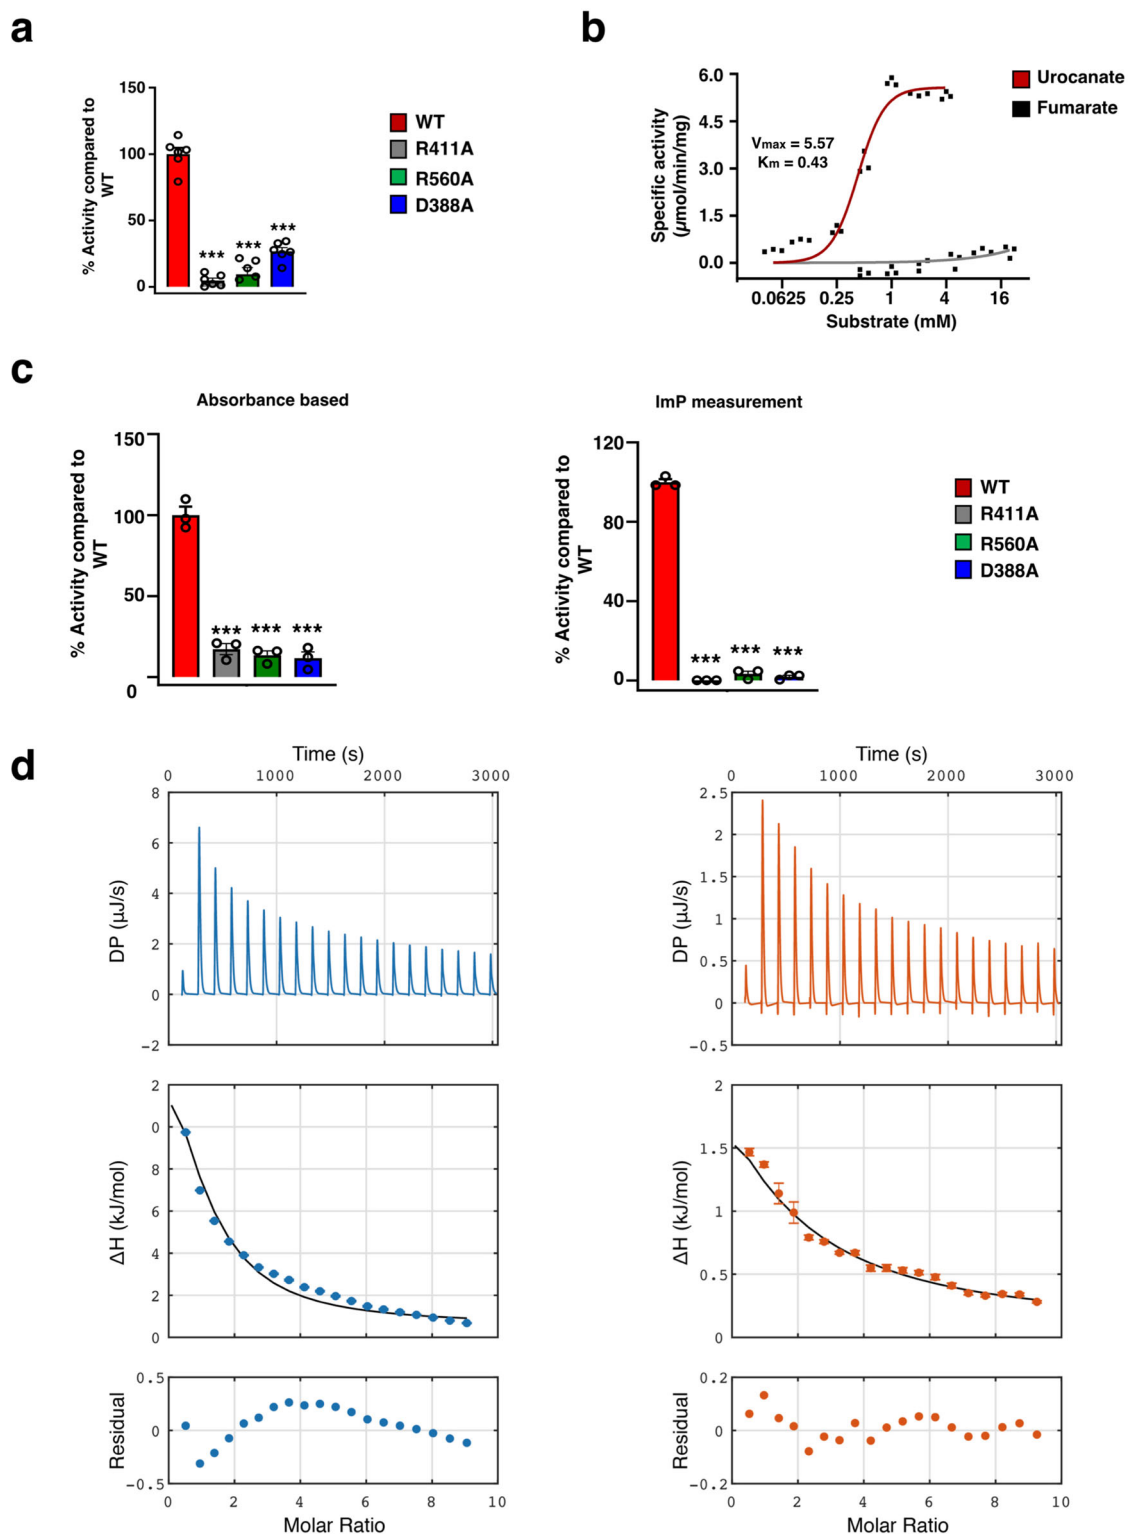 a
b
150
100
50
0
% Activity compared to
WT
***
***
***
WT
R411A
R560A
D388A
6.0
4.5
3.0
1.5
0.0
Specific activity
(µmol/min/mg)
Vmax = 5.57
Km = 0.43
0.0625
0.25
1
4
16
Substrate (mM)
Urocanate
Fumarate
c
Absorbance based
150
100
50
0
% Activity compared to
WT
***
***
***
ImP measurement
120
80
40
0
% Activity compared to
WT
***
***
***
WT
R411A
R560A
D388A
d
Time (s)
0 1000 2000 3000
8
6
4
2
0
−2
DP (µJ/s)
2
0
8
6
4
2
0
ΔH (kJ/mol)
0.5
0
−0.5
Residual
0 2 4 6 8 10
Molar Ratio
Time (s)
0 1000 2000 3000
2.5
2
1.5
1
0.5
0
−0.5
DP (µJ/s)
2
1.5
1
0.5
0
ΔH (kJ/mol)
0.2
0
−0.2
Residual
0 2 4 6 8 10
Molar Ratio